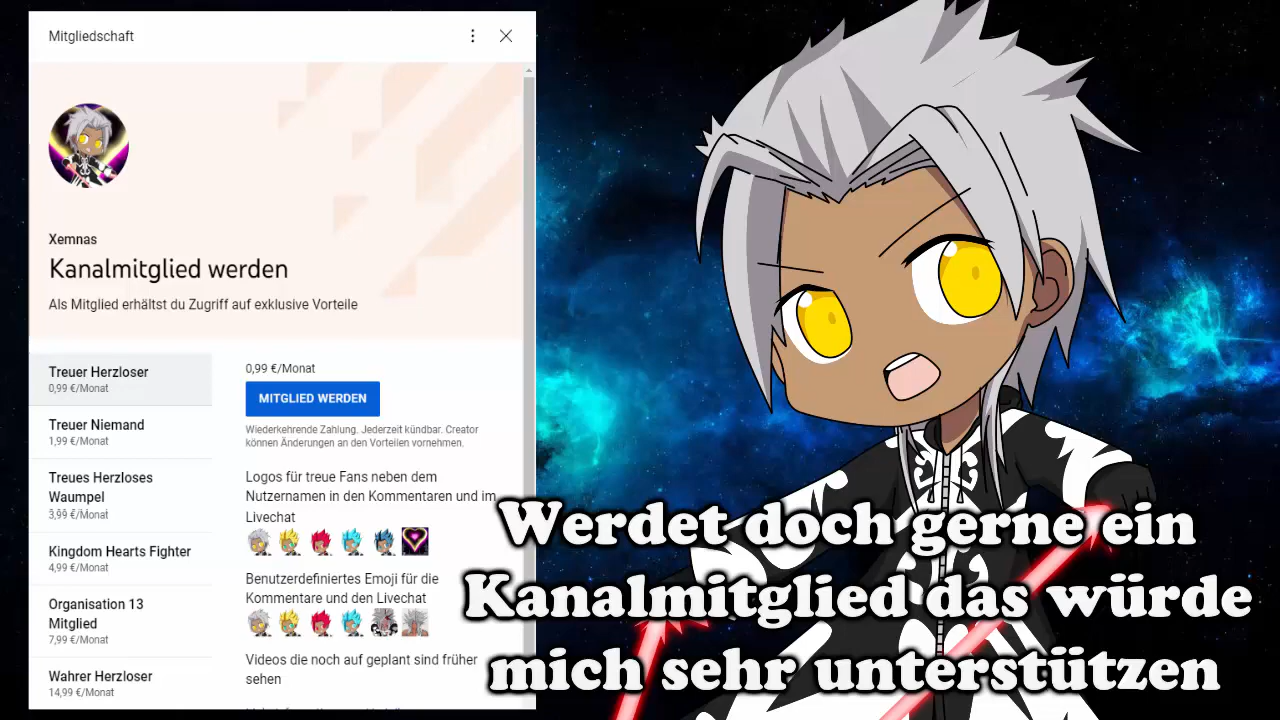 Mitgliedschaft
Xemnas
Kanalmitglied werden
Als Mitglied erhältst du Zugriff auf exklusive Vorteile
Treuer Herzloser
0,99 €/Monat
Treuer Niemand
1,99 €/Monat
Treues Herzloses
Waumpel
3,99 €/Monat
Kingdom Hearts Fighter
4,99 €/Monat
Organisation 13
Mitglied
7,99 €/Monat
Wahrer Herzloser
14,99 €/Monat
0,99 €/Monat
MITGLIED WERDEN
Wiederkehrende Zahlung. Jederzeit kündbar. Creator
können Änderungen an den Vorteilen vornehmen.
Logos für treue Fans neben dem
Nutzernamen in den Kommentaren und im
Livechat
Benutzerdefiniertes Emoji für die
Kommentare und den Livechat
Videos die noch auf geplant sind früher
sehen
Werdet doch gerne ein
Kanalmitglied das würde
mich sehr unterstützen